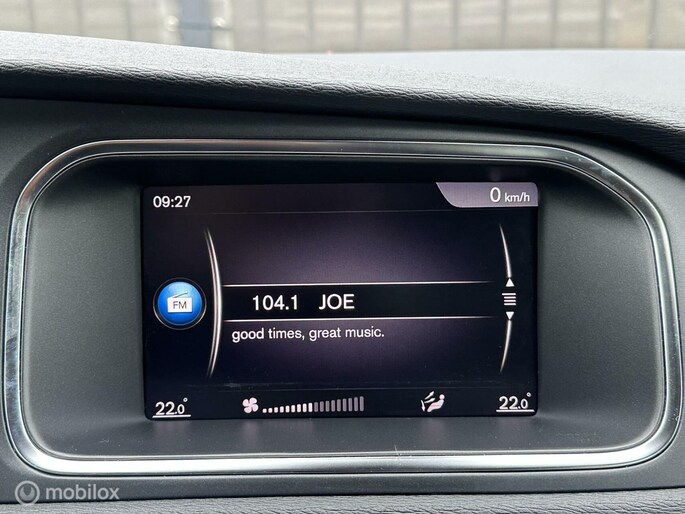 09:27 0 km/h
FM 104.1 JOE
good times, great music.
22.0° 22.0°
© mobilox